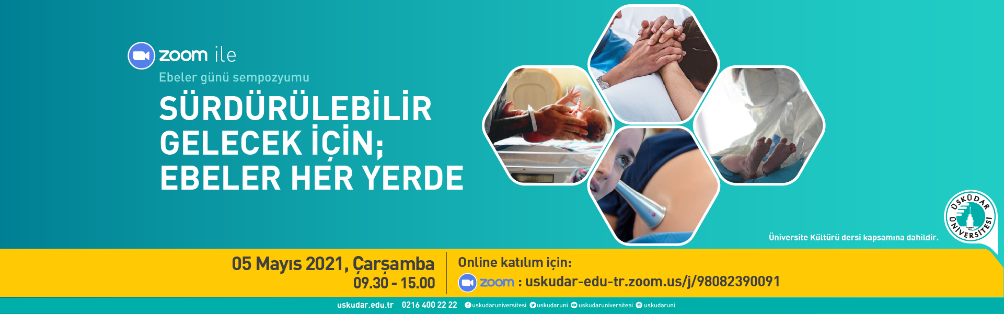 zoom ile
Ebeler günü sempozyumu
SÜRDÜRÜLEBİLİR
GELECEK İÇİN;
EBELER HER YERDE
ÜSKÜDAR ÜNİVERSİTESİ
Üniversite Kültürü dersi kapsamına dahildir.
05 Mayıs 2021, Çarşamba
09.30 - 15.00
Online katılım için:
zoom : uskudar-edu-tr.zoom.us/j/98082390091
uskudar.edu.tr 0216 400 22 22 uskudaruniversitesi uskudaruni uskudaruniversitesi uskudaruni